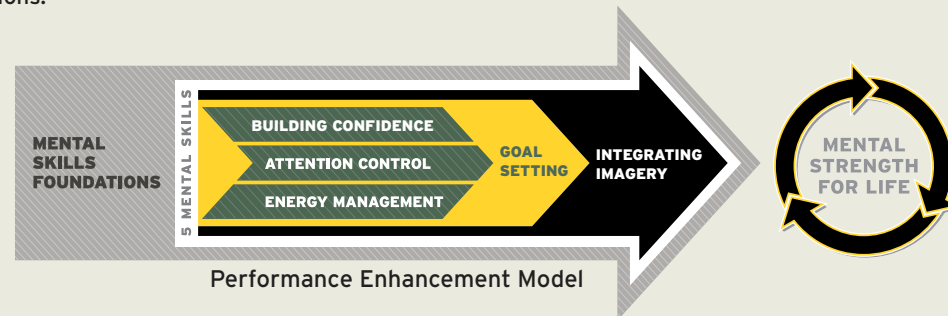 ions.
MENTAL
SKILLS
FOUNDATIONS
5 MENTAL SKILLS
BUILDING CONFIDENCE
ATTENTION CONTROL
ENERGY MANAGEMENT
GOAL
SETTING
INTEGRATING
IMAGERY
MENTAL
STRENGTH
FOR LIFE
Performance Enhancement Model